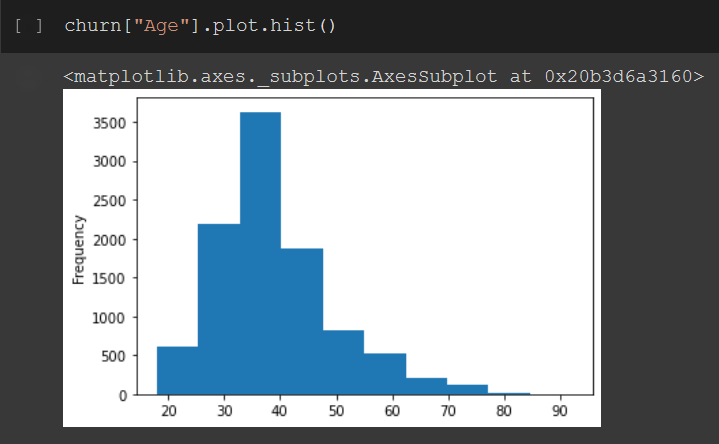 [ ] churn["Age"].plot.hist()
<matplotlib.axes._subplots.AxesSubplot at 0x20b3d6a3160>
3500
3000
2500
2000
1500
1000
500
0
Frequency
20 30 40 50 60 70 80 90